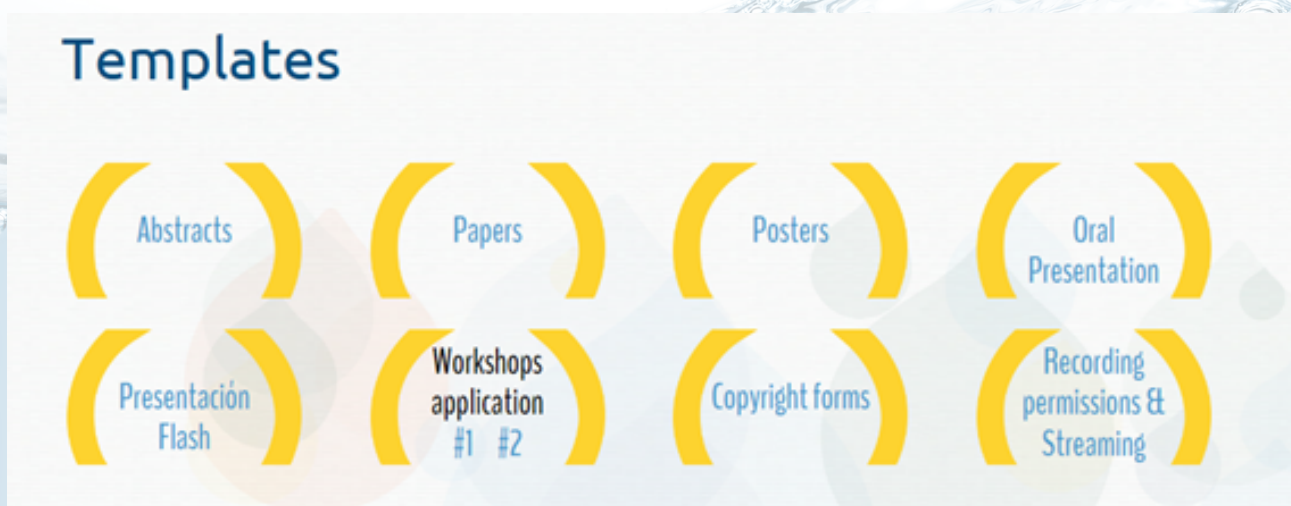 Templates
Abstracts
Papers
Posters
Oral
Presentation
Presentación
Flash
Workshops
application
#1 #2
Copyright forms
Recording
permissions &
Streaming